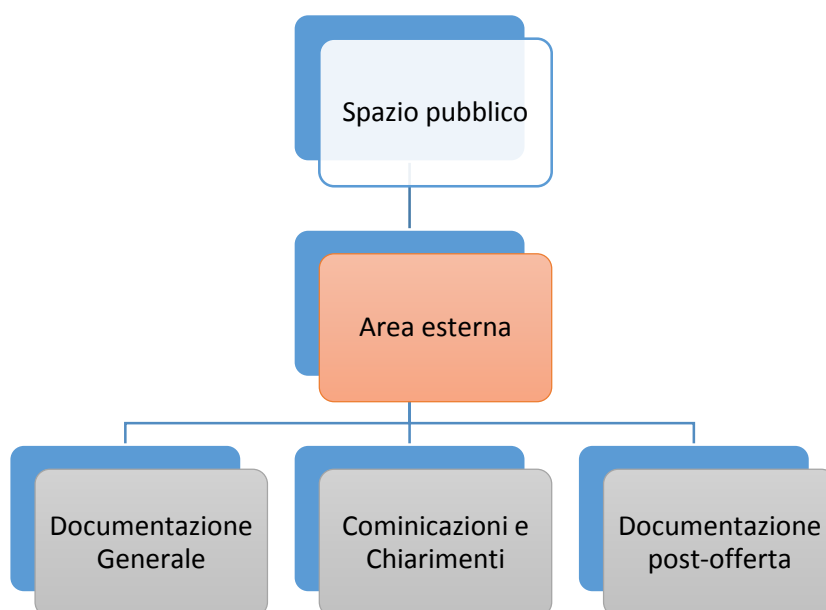 Spazio pubblico
Area esterna
Documentazione
Generale
Cominicazioni e
Chiarimenti
Documentazione
post-offerta